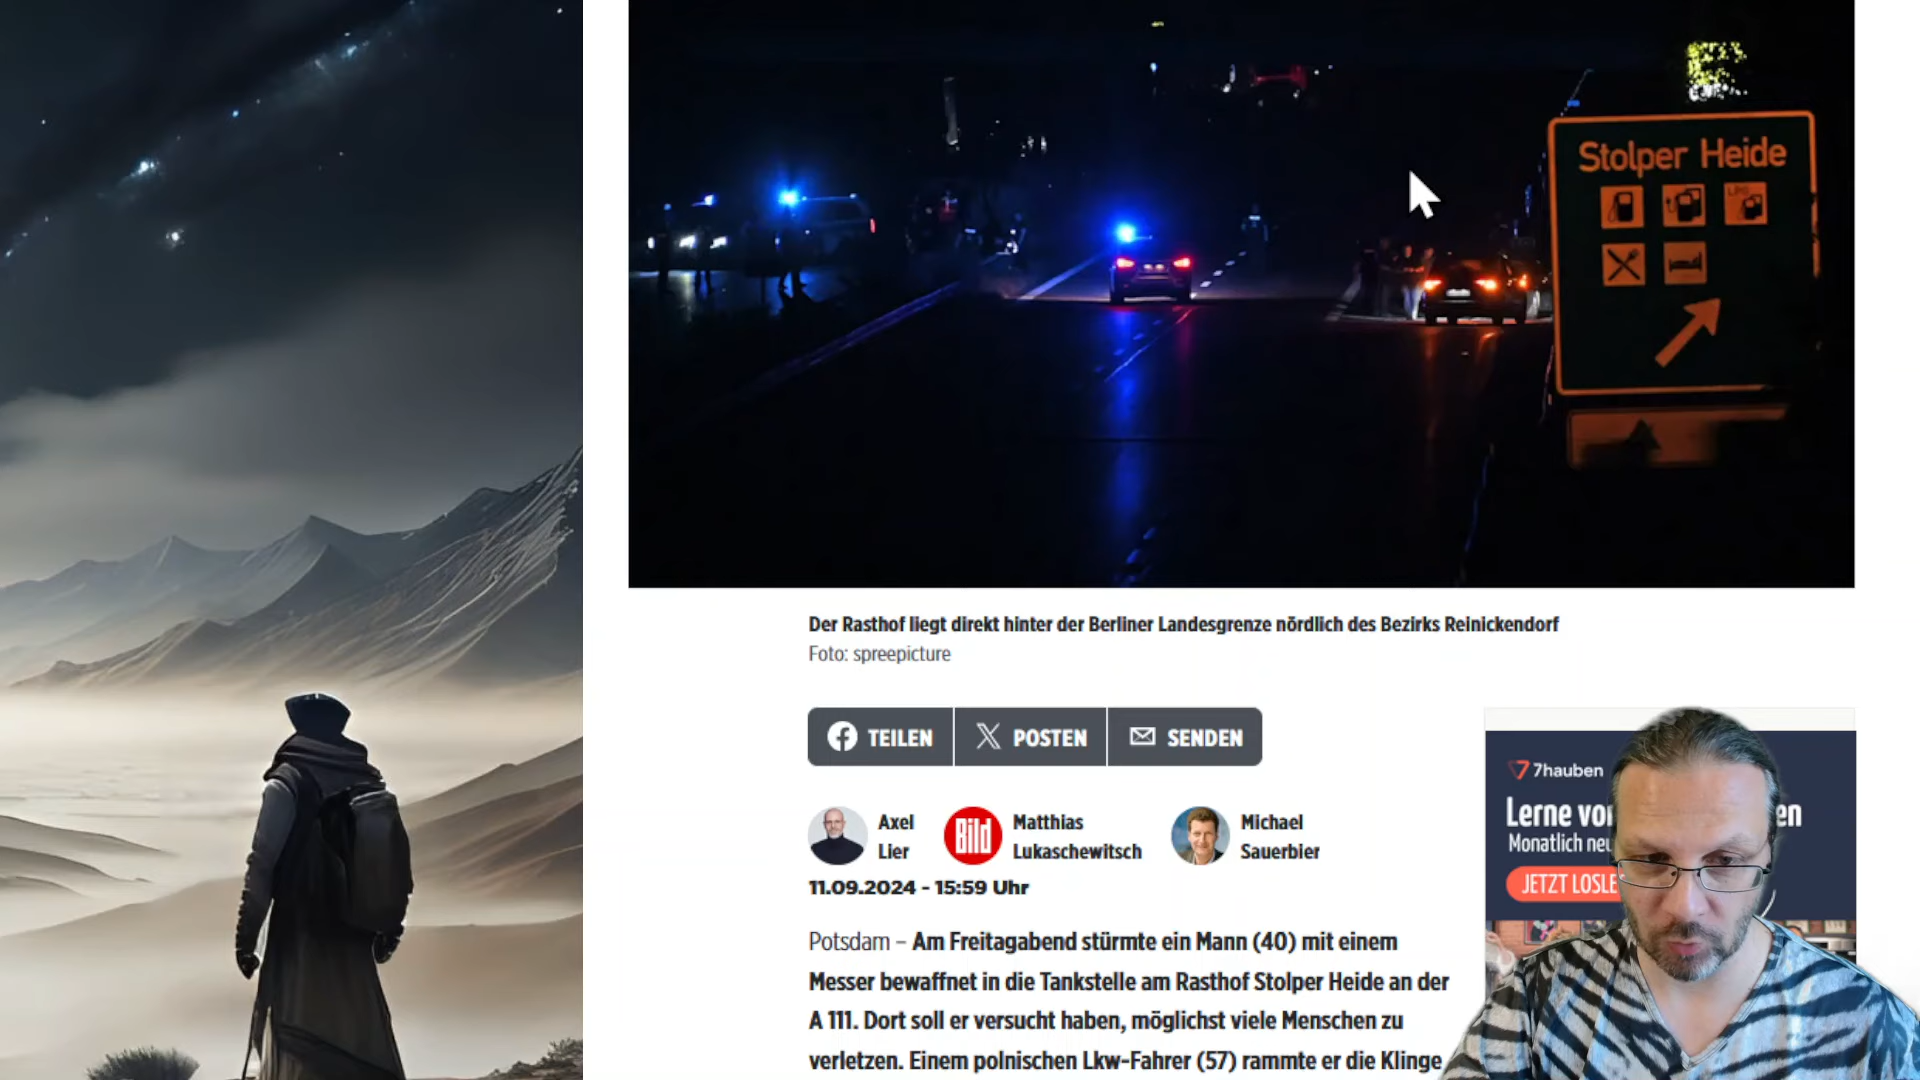 Stolper Heide
LPG
Der Rasthof liegt direkt hinter der Berliner Landesgrenze nördlich des Bezirks Reinickendorf
Foto: spreepicture
TEILEN
POSTEN
SENDEN
Axel
Lier
Bild
Matthias
Lukaschewitsch
Michael
Sauerbier
11.09.2024 - 15:59 Uhr
7hauben
Lerne
Monatlich
JETZT
Potsdam – Am Freitagabend stürmte ein Mann (40) mit einem
Messer bewaffnet in die Tankstelle am Rasthof Stolper Heide an der
A 111. Dort soll er versucht haben, möglichst viele Menschen zu
verletzen. Einem polnischen Lkw-Fahrer (57) rammte er die Klinge